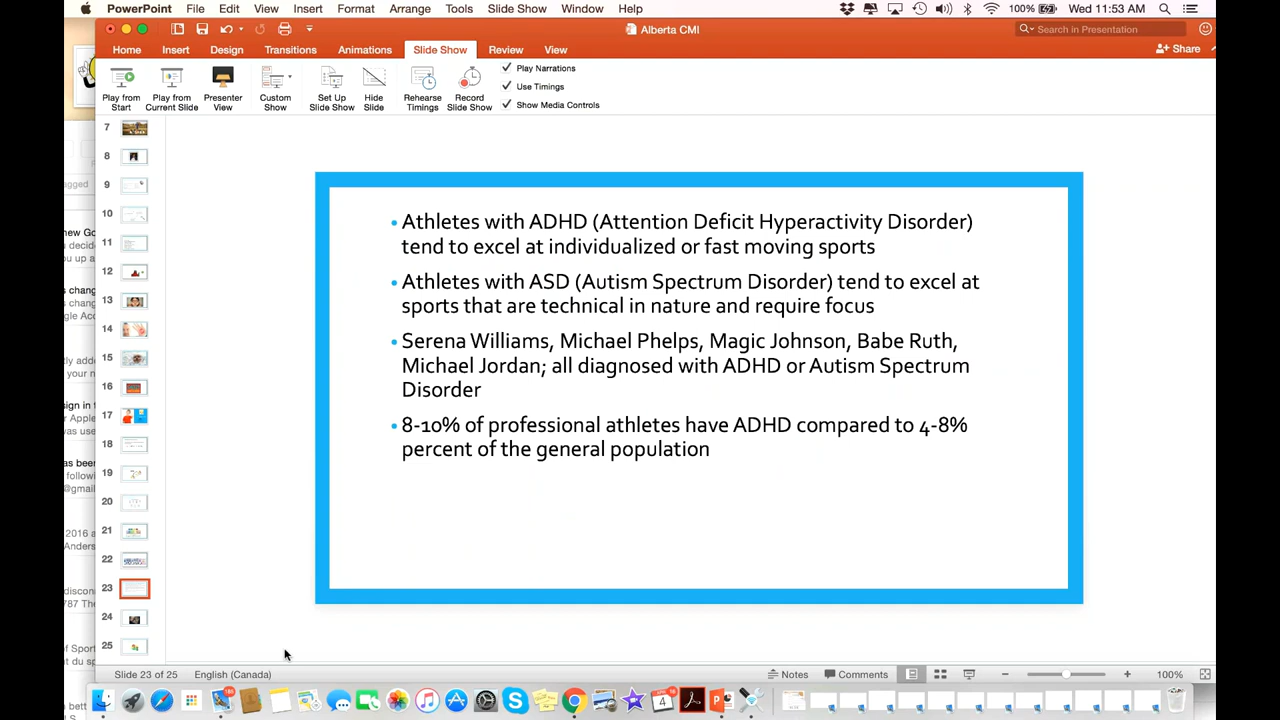 PowerPoint File Edit View Insert Format Arrange Tools Slide Show Window Help 100% Wed 11:53 AM
Alberta CMI
Search in Presentation
Home Insert Design Transitions Animations Slide Show Review View
Share
Play from Start
Play from Current Slide
Presenter View
Custom Show
Set Up Slide Show
Hide Slide
Rehearse Timings
Record Slide Show
Play Narrations
Use Timings
Show Media Controls
7
8
9
10
11
12
13
14
15
16
17
18
19
20
21
22
23
24
25
• Athletes with ADHD (Attention Deficit Hyperactivity Disorder)
tend to excel at individualized or fast moving sports
• Athletes with ASD (Autism Spectrum Disorder) tend to excel at
sports that are technical in nature and require focus
• Serena Williams, Michael Phelps, Magic Johnson, Babe Ruth,
Michael Jordan; all diagnosed with ADHD or Autism Spectrum
Disorder
• 8-10% of professional athletes have ADHD compared to 4-8%
percent of the general population
Slide 23 of 25 English (Canada) Notes Comments 100%